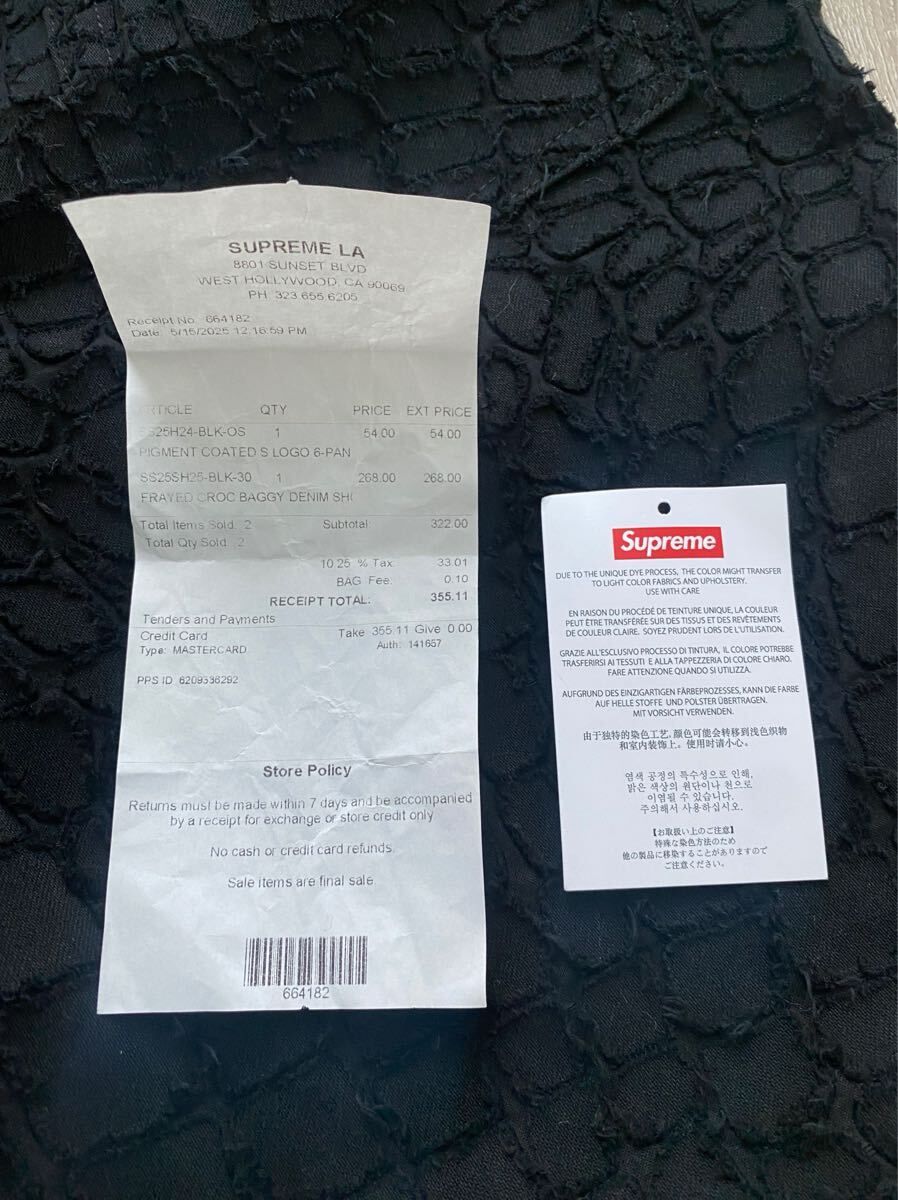 SUPREME LA
8801 SUNSET BLVD
WEST HOLLYWOOD, CA 90069
PH 323.655.6205
Receipt No. 664182
Date: 5/15/2025 12:16:59 PM
ARTICLE QTY PRICE EXT PRICE
SS25H24-BLK-OS 1 54.00 54.00
PIGMENT COATED S LOGO 6-PAN
SS25SH25-BLK-30 1 268.00 268.00
FRAYED CROC BAGGY DENIM SH
Total Items Sold: 2 Subtotal: 322.00
Total Qty Sold: 2
10.25 % Tax: 33.01
BAG Fee: 0.10
RECEIPT TOTAL: 355.11
Tenders and Payments
Credit Card Take 355.11 Give 0.00
Type: MASTERCARD Auth: 141657
PPS ID 6209336292
Store Policy
Returns must be made within 7 days and be accompanied
by a receipt for exchange or store credit only.
No cash or credit card refunds.
Sale items are final sale.
664182
Supreme
DUE TO THE UNIQUE DYE PROCESS, THE COLOR MIGHT TRANSFER
TO LIGHT COLOR FABRICS AND UPHOLSTERY.
USE WITH CARE
EN RAISON DU PROCÉDÉ DE TEINTURE UNIQUE, LA COULEUR
PEUT ÊTRE TRANSFÉRÉE SUR DES TISSUS ET DES REVÊTEMENTS
DE COULEUR CLAIRE. SOYEZ PRUDENT LORS DE L'UTILISATION.
GRAZIE ALL'ESCLUSIVO PROCESSO DI TINTURA, IL COLORE POTREBBE
TRASFERIRSI AI TESSUTI E ALLA TAPPEZZERIA DI COLORE CHIARO.
FARE ATTENZIONE QUANDO SI UTILIZZA.
AUFGRUND DES EINZIGARTIGEN FÄRBEPROZESSES, KANN DIE FARBE
AUF HELLE STOFFE UND POLSTER ÜBERTRAGEN.
MIT VORSICHT VERWENDEN.
由于独特的染色工艺, 颜色可能会转移到浅色织物
和室内装饰上。使用时请小心。
염색 공정의 특수성으로 인해,
밝은 색상의 원단이나 천으로
이염될 수 있습니다.
주의해서 사용하십시오.
【お取扱い上のご注意】
特殊な染色方法のため
他の製品に移染することがありますので
ご注意ください。